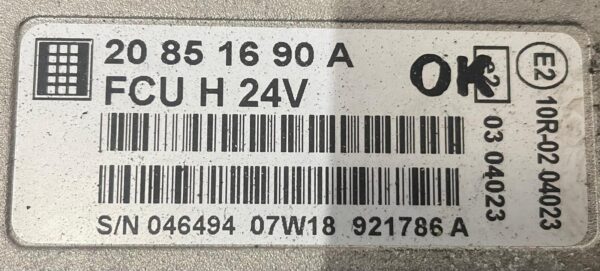 20 85 16 90 A
FCU H 24V
OK
S/N 046494 07W18 921786 A
e2
03 04023
E2
10R-02 04023